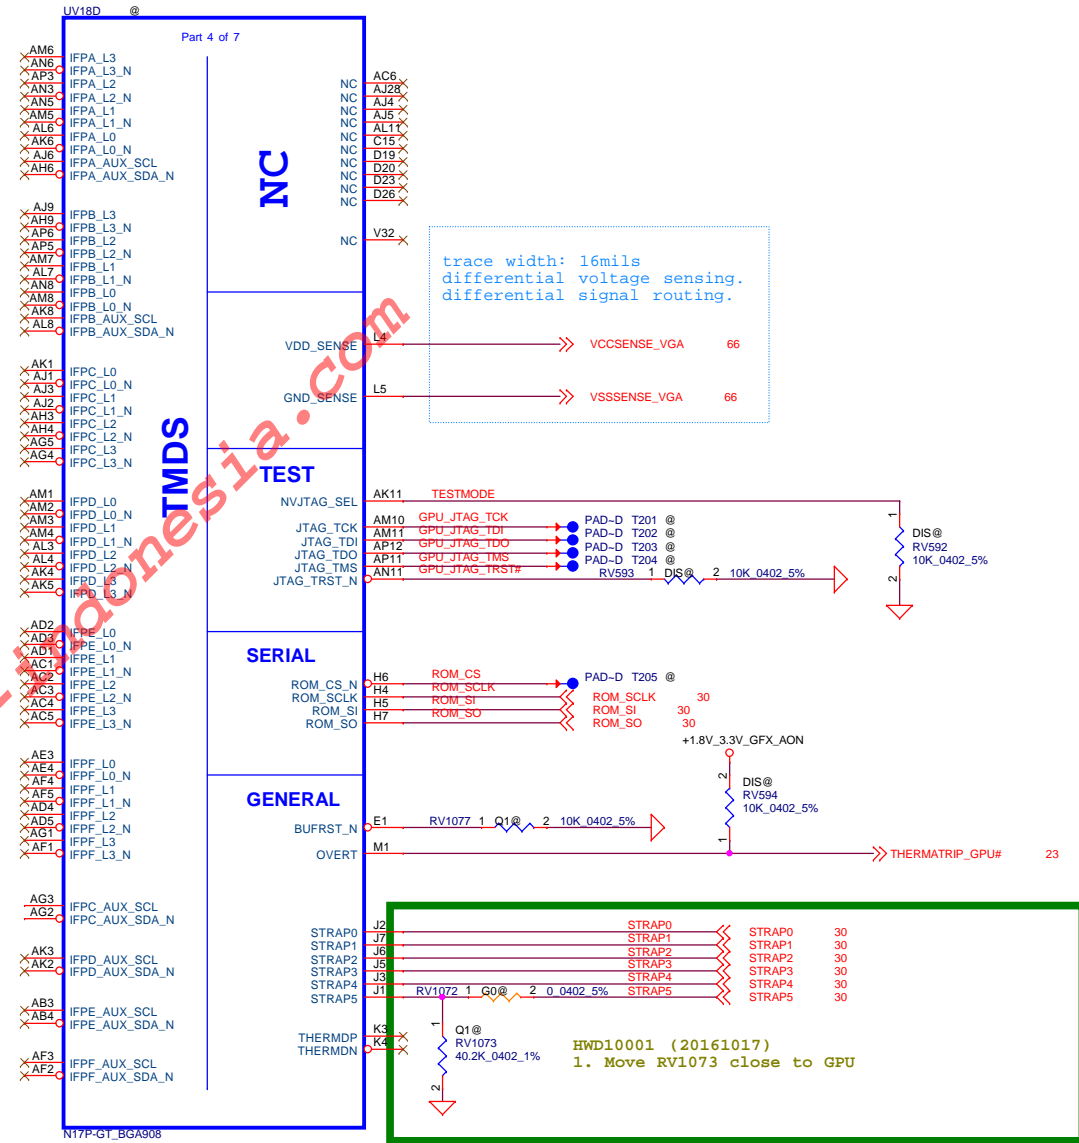 UV18D @
Part 4 of 7
AM6 IFPA_L3
AN6 IFPA_L3_N
AP3 IFPA_L2
AN3 IFPA_L2_N
AN5 IFPA_L1
AM5 IFPA_L1_N
AL6 IFPA_L0
AK6 IFPA_L0_N
AJ6 IFPA_AUX_SCL
AH6 IFPA_AUX_SDA_N
AJ9 IFPB_L3
AH9 IFPB_L3_N
AP6 IFPB_L2
AP5 IFPB_L2_N
AM7 IFPB_L1
AL7 IFPB_L1_N
AN8 IFPB_L0
AM8 IFPB_L0_N
AK8 IFPB_AUX_SCL
AL8 IFPB_AUX_SDA_N
AK1 IFPC_L0
AJ1 IFPC_L0_N
AJ3 IFPC_L1
AJ2 IFPC_L1_N
AH3 IFPC_L2
AH4 IFPC_L2_N
AG5 IFPC_L3
AG4 IFPC_L3_N
AM1 IFPD_L0
AM2 IFPD_L0_N
AM3 IFPD_L1
AM4 IFPD_L1_N
AL3 IFPD_L2
AL4 IFPD_L2_N
AK4 IFPD_L3
AK5 IFPD_L3_N
AD2 IFPE_L0
AD3 IFPE_L0_N
AD1 IFPE_L1
AC1 IFPE_L1_N
AC2 IFPE_L2
AC3 IFPE_L2_N
AC4 IFPE_L3
AC5 IFPE_L3_N
AE3 IFPF_L0
AE4 IFPF_L0_N
AF4 IFPF_L1
AF5 IFPF_L1_N
AD4 IFPF_L2
AD5 IFPF_L2_N
AG1 IFPF_L3
AF1 IFPF_L3_N
AG3 IFPC_AUX_SCL
AG2 IFPC_AUX_SDA_N
AK3 IFPD_AUX_SCL
AK2 IFPD_AUX_SDA_N
AB3 IFPE_AUX_SCL
AB4 IFPE_AUX_SDA_N
AF3 IFPF_AUX_SCL
AF2 IFPF_AUX_SDA_N
TMDS
NC
NC AC6
NC AJ28
NC AJ4
NC AJ5
NC AL11
NC C15
NC D19
NC D20
NC D23
NC D26
NC V32
trace width: 16mils
differential voltage sensing.
differential signal routing.
VDD_SENSE L4 VCCSENSE_VGA 66
GND_SENSE L5 VSSSENSE_VGA 66
TEST
NVJTAG_SEL AK11 TESTMODE
JTAG_TCK AM10 GPU_JTAG_TCK PAD~D T201 @
JTAG_TDI AM11 GPU_JTAG_TDI PAD~D T202 @
JTAG_TDO AP12 GPU_JTAG_TDO PAD~D T203 @
JTAG_TMS AP11 GPU_JTAG_TMS PAD~D T204 @
JTAG_TRST_N AN11 GPU_JTAG_TRST# RV593 1 DIS@ 2 10K_0402_5%
1
DIS@
RV592
10K_0402_5%
2
SERIAL
ROM_CS_N H6 ROM_CS PAD~D T205 @
ROM_SCLK H4 ROM_SCLK ROM_SCLK 30
ROM_SI H5 ROM_SI ROM_SI 30
ROM_SO H7 ROM_SO ROM_SO 30
+1.8V_3.3V_GFX_AON
2
DIS@
RV594
10K_0402_5%
1
GENERAL
BUFRST_N E1 RV1077 1 Q1@ 2 10K_0402_5%
OVERT M1 THERMATRIP_GPU# 23
STRAP0 J2 STRAP0 STRAP0 30
STRAP1 J7 STRAP1 STRAP1 30
STRAP2 J6 STRAP2 STRAP2 30
STRAP3 J5 STRAP3 STRAP3 30
STRAP4 J3 STRAP4 STRAP4 30
STRAP5 J1 RV1072 1 G0@ 2 0_0402_5% STRAP5 STRAP5 30
THERMDP K3
THERMDN K4
1
Q1@
RV1073
40.2K_0402_1%
2
HWD10001 (20161017)
1. Move RV1073 close to GPU
N17P-GT_BGA908
-indonesia.com